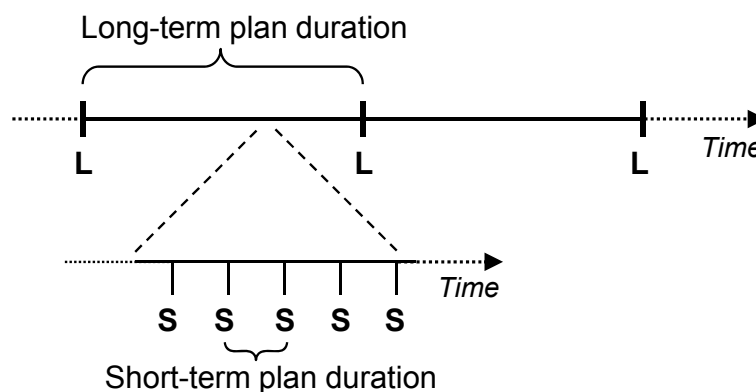 Long-term plan duration
L L L
Time
S S S S S
Time
Short-term plan duration